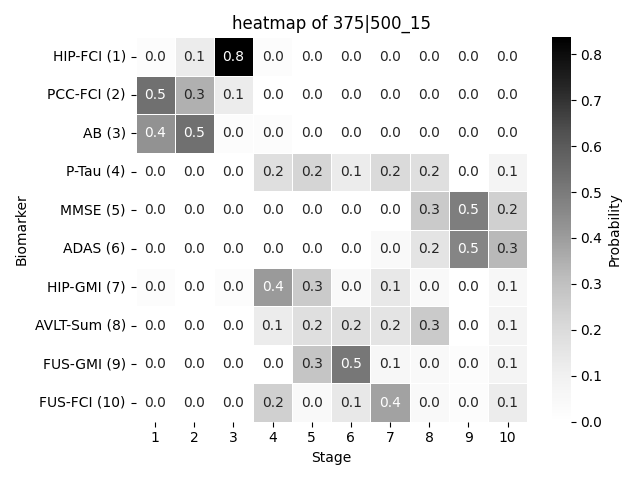 heatmap of 375|500_15
HIP-FCI (1) 0.0 0.1 0.8 0.0 0.0 0.0 0.0 0.0 0.0 0.0
PCC-FCI (2) 0.5 0.3 0.1 0.0 0.0 0.0 0.0 0.0 0.0 0.0
AB (3) 0.4 0.5 0.0 0.0 0.0 0.0 0.0 0.0 0.0 0.0
P-Tau (4) 0.0 0.0 0.0 0.2 0.2 0.1 0.2 0.2 0.0 0.1
MMSE (5) 0.0 0.0 0.0 0.0 0.0 0.0 0.0 0.3 0.5 0.2
ADAS (6) 0.0 0.0 0.0 0.0 0.0 0.0 0.0 0.2 0.5 0.3
HIP-GMI (7) 0.0 0.0 0.0 0.4 0.3 0.0 0.1 0.0 0.0 0.1
AVLT-Sum (8) 0.0 0.0 0.0 0.1 0.2 0.2 0.2 0.3 0.0 0.1
FUS-GMI (9) 0.0 0.0 0.0 0.0 0.3 0.5 0.1 0.0 0.0 0.1
FUS-FCI (10) 0.0 0.0 0.0 0.2 0.0 0.1 0.4 0.0 0.0 0.1
1 2 3 4 5 6 7 8 9 10
Stage
Biomarker
0.8
0.7
0.6
0.5
0.4
0.3
0.2
0.1
0.0
Probability